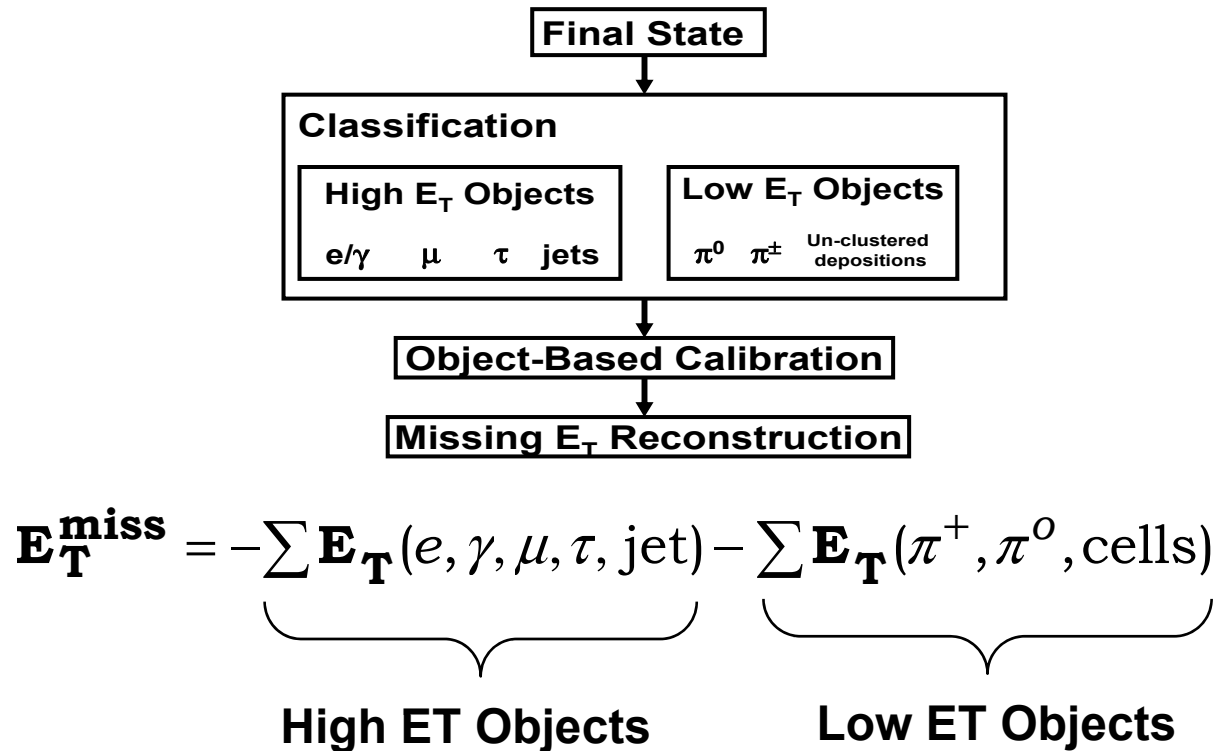 Final State
Classification
High E_T Objects
e/γ μ τ jets
Low E_T Objects
π⁰ π± Un-clustered
depositions
Object-Based Calibration
Missing E_T Reconstruction
E_T^miss = −∑ E_T(e, γ, μ, τ, jet) − ∑ E_T(π⁺, π^o, cells)
High ET Objects
Low ET Objects